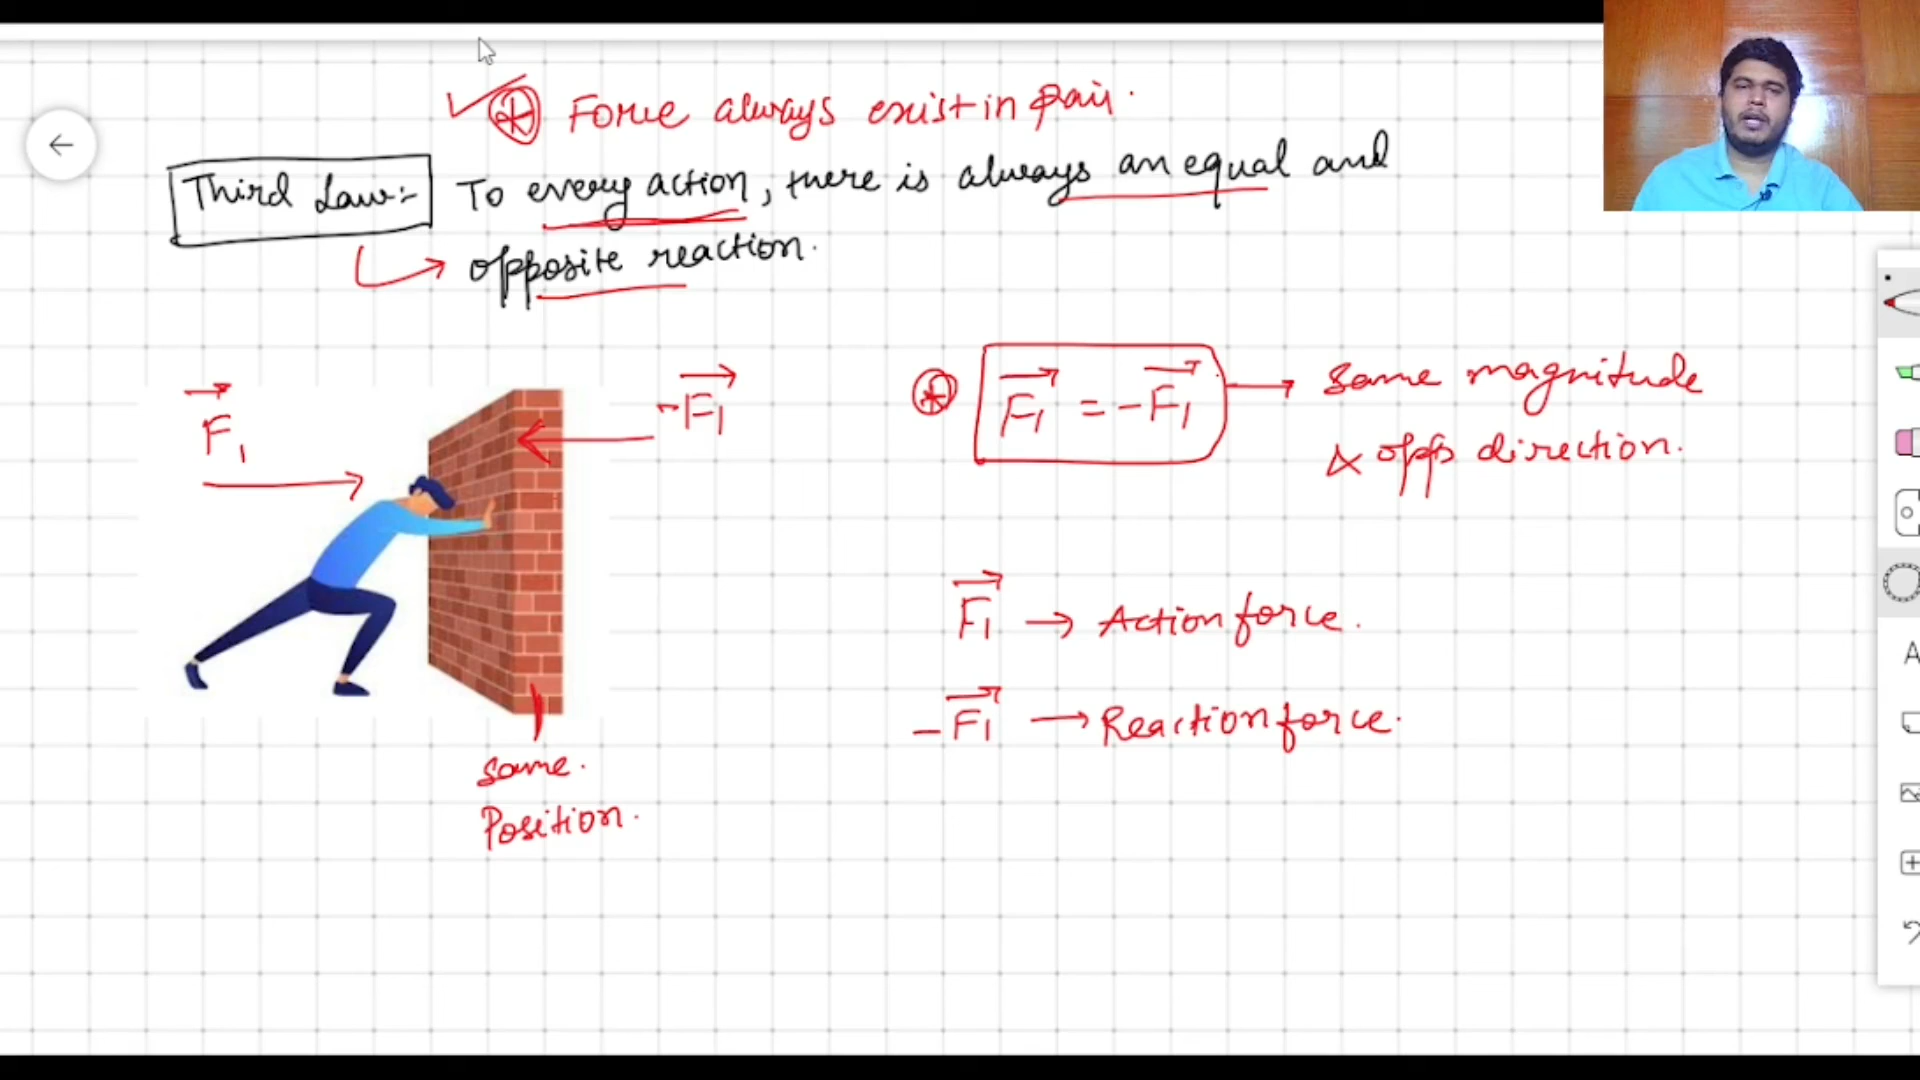 Force always exist in pair.
Third Law:- To every action, there is always an equal and
opposite reaction.
F₁
-F₁
F₁ = -F₁ → same magnitude
& opps direction.
F₁ → Action force.
-F₁ → Reaction force.
same.
Position.
A